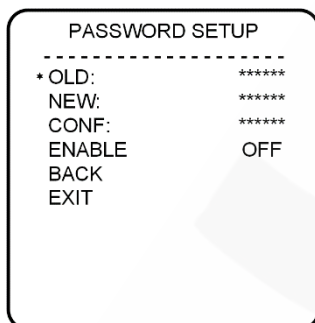 PASSWORD SETUP
- - - - - - - - - - - - - - - - - - - - - -
* OLD: ******
NEW: ******
CONF: ******
ENABLE OFF
BACK
EXIT